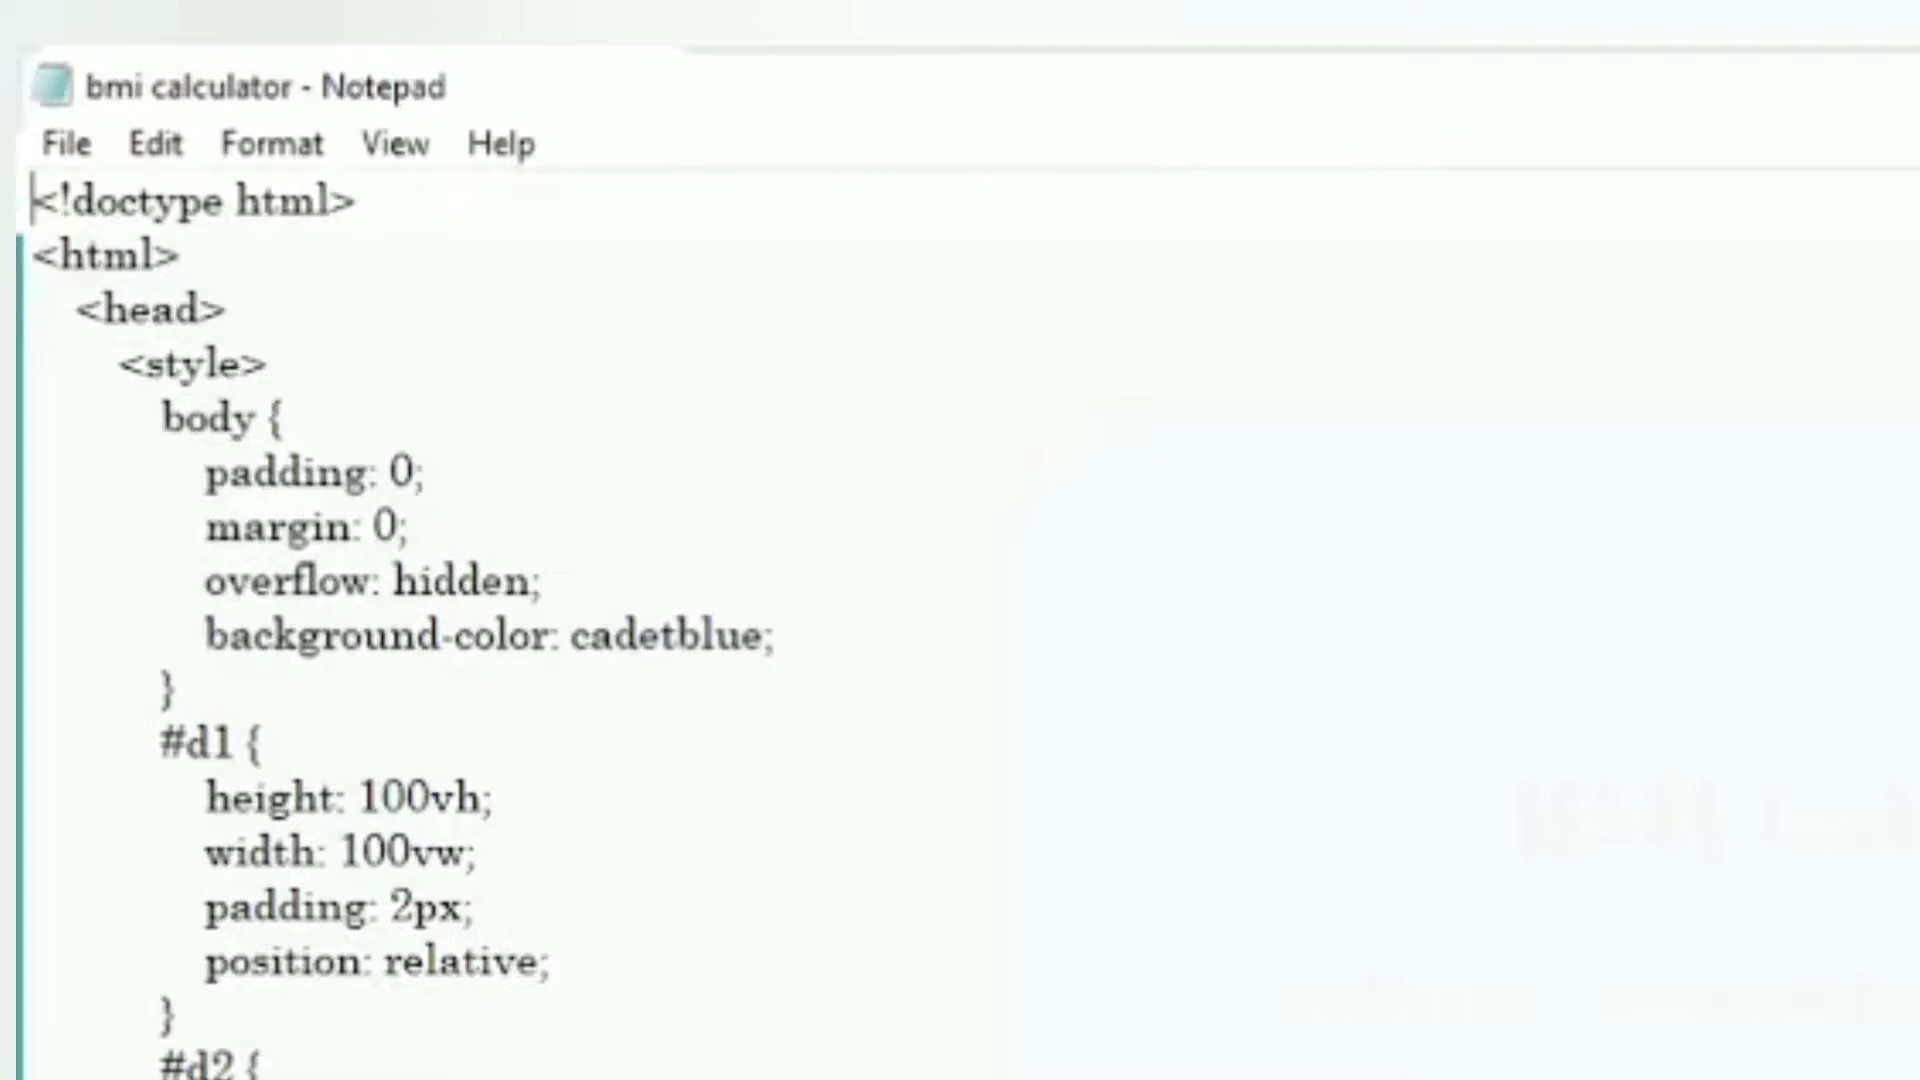 bmi calculator - Notepad
File Edit Format View Help
<!doctype html>
<html>
<head>
<style>
body {
padding: 0;
margin: 0;
overflow: hidden;
background-color: cadetblue;
}
#d1 {
height: 100vh;
width: 100vw;
padding: 2px;
position: relative;
}
#d2 {